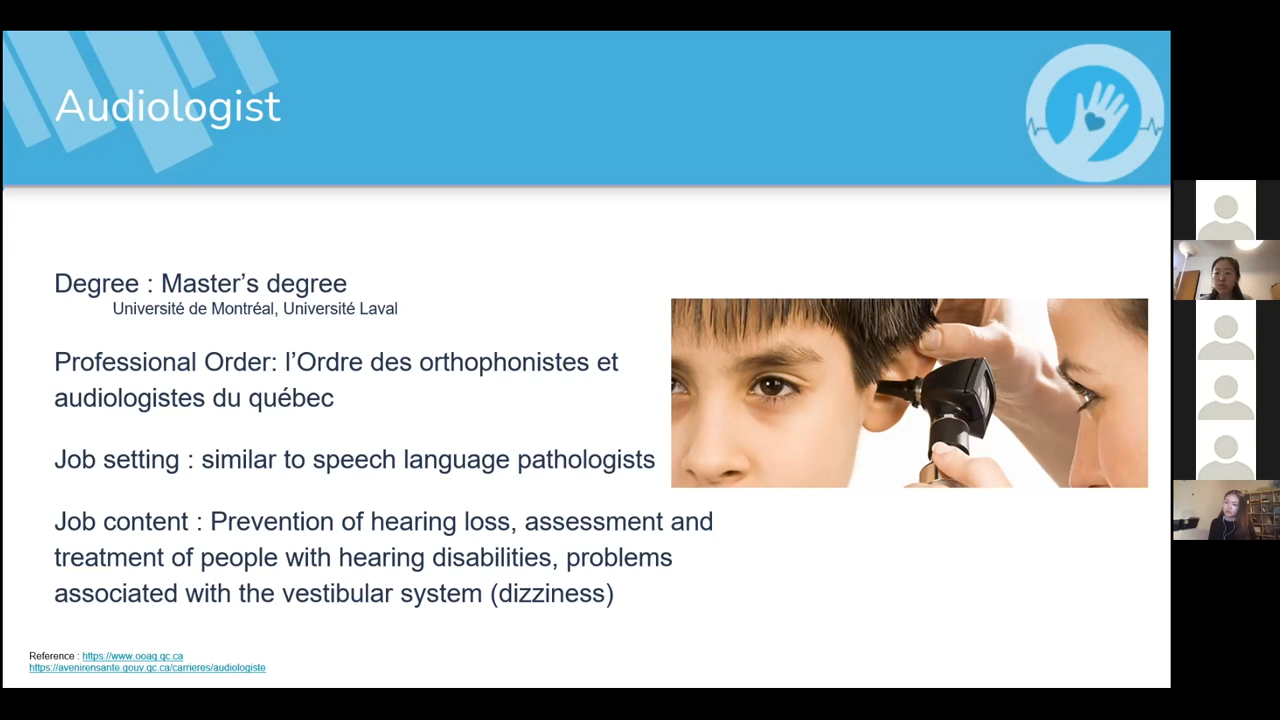 Audiologist
Degree : Master’s degree
Université de Montréal, Université Laval
Professional Order: l’Ordre des orthophonistes et
audiologistes du québec
Job setting : similar to speech language pathologists
Job content : Prevention of hearing loss, assessment and
treatment of people with hearing disabilities, problems
associated with the vestibular system (dizziness)
Reference : https://www.ooaq.qc.ca
https://avenirensante.gouv.qc.ca/carrieres/audiologiste